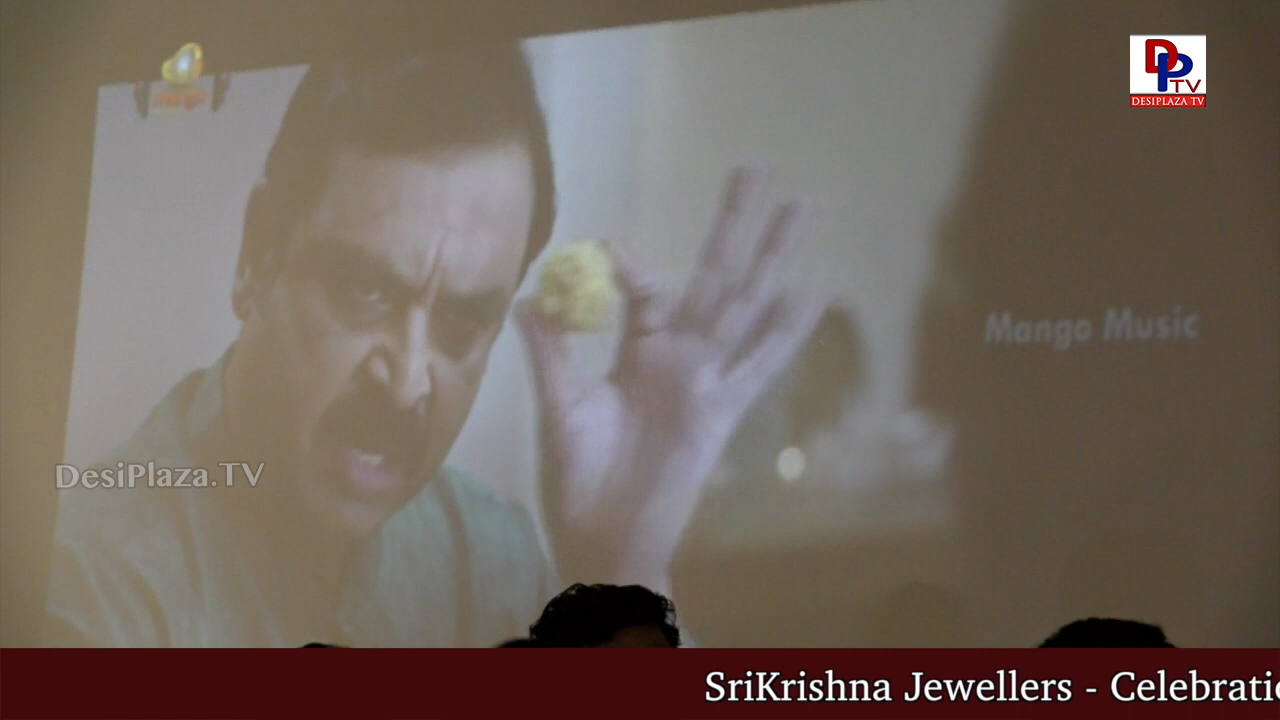 mango
DPTV
DESIPLAZA TV
Mango Music
DesiPlaza.TV
SriKrishna Jewellers - Celebratio